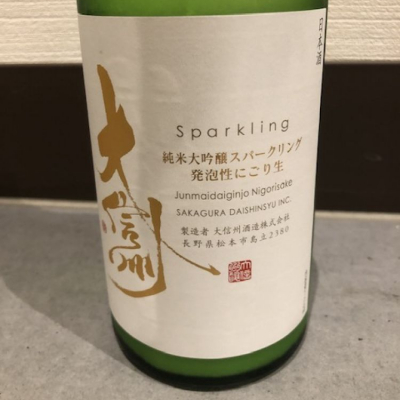 日本酒
大信州
Sparkling
純米大吟醸スパークリング
発泡性にごり生
Junmaidaiginjo Nigorisake
SAKAGURA DAISHINSYU INC.
製造者 大信州酒造株式会社
長野県松本市島立2380